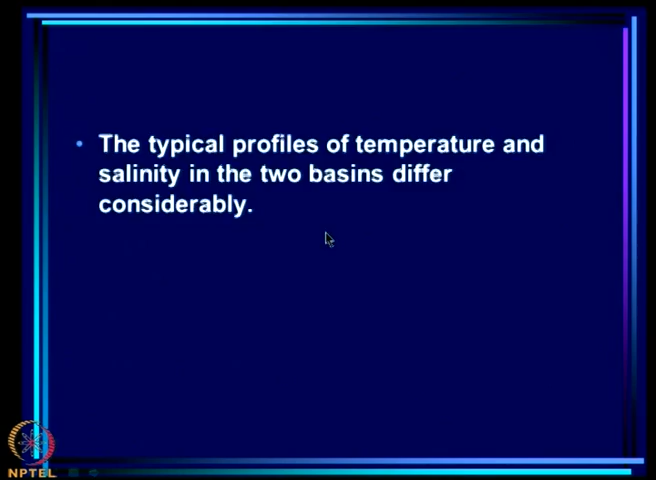 • The typical profiles of temperature and
salinity in the two basins differ
considerably.
NPTEL